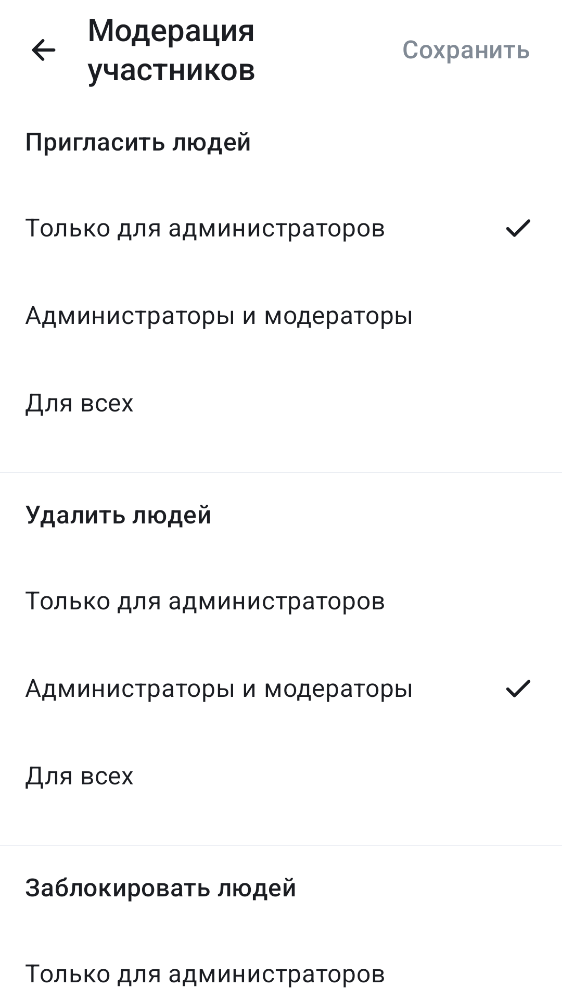 Модерация
участников
Сохранить
Пригласить людей
Только для администраторов
Администраторы и модераторы
Для всех
Удалить людей
Только для администраторов
Администраторы и модераторы
Для всех
Заблокировать людей
Только для администраторов